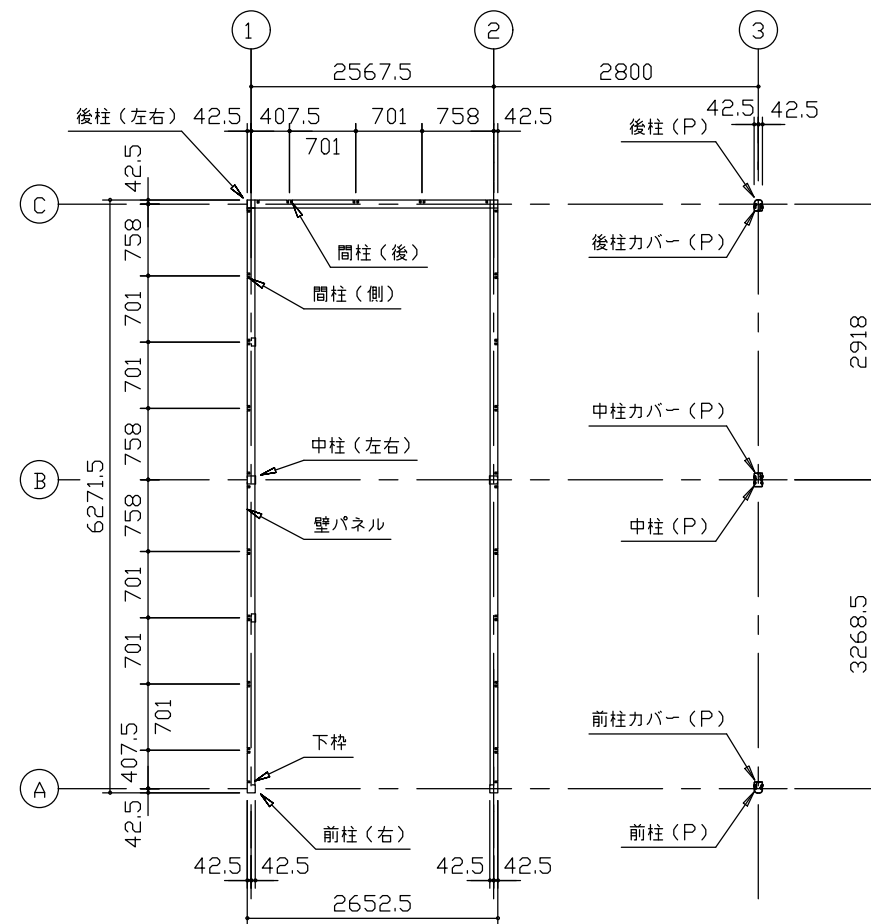 1
2
3
2567.5
2800
42.5
407.5
701
758
42.5
42.5
42.5
701
後柱（左右）
後柱（P）
C
後柱カバー（P）
間柱（後）
間柱（側）
42.5
758
701
701
758
758
701
701
701
407.5
42.5
6271.5
2918
中柱カバー（P）
中柱（左右）
B
壁パネル
中柱（P）
3268.5
前柱カバー（P）
下枠
A
前柱（右）
前柱（P）
42.5
42.5
42.5
42.5
2652.5